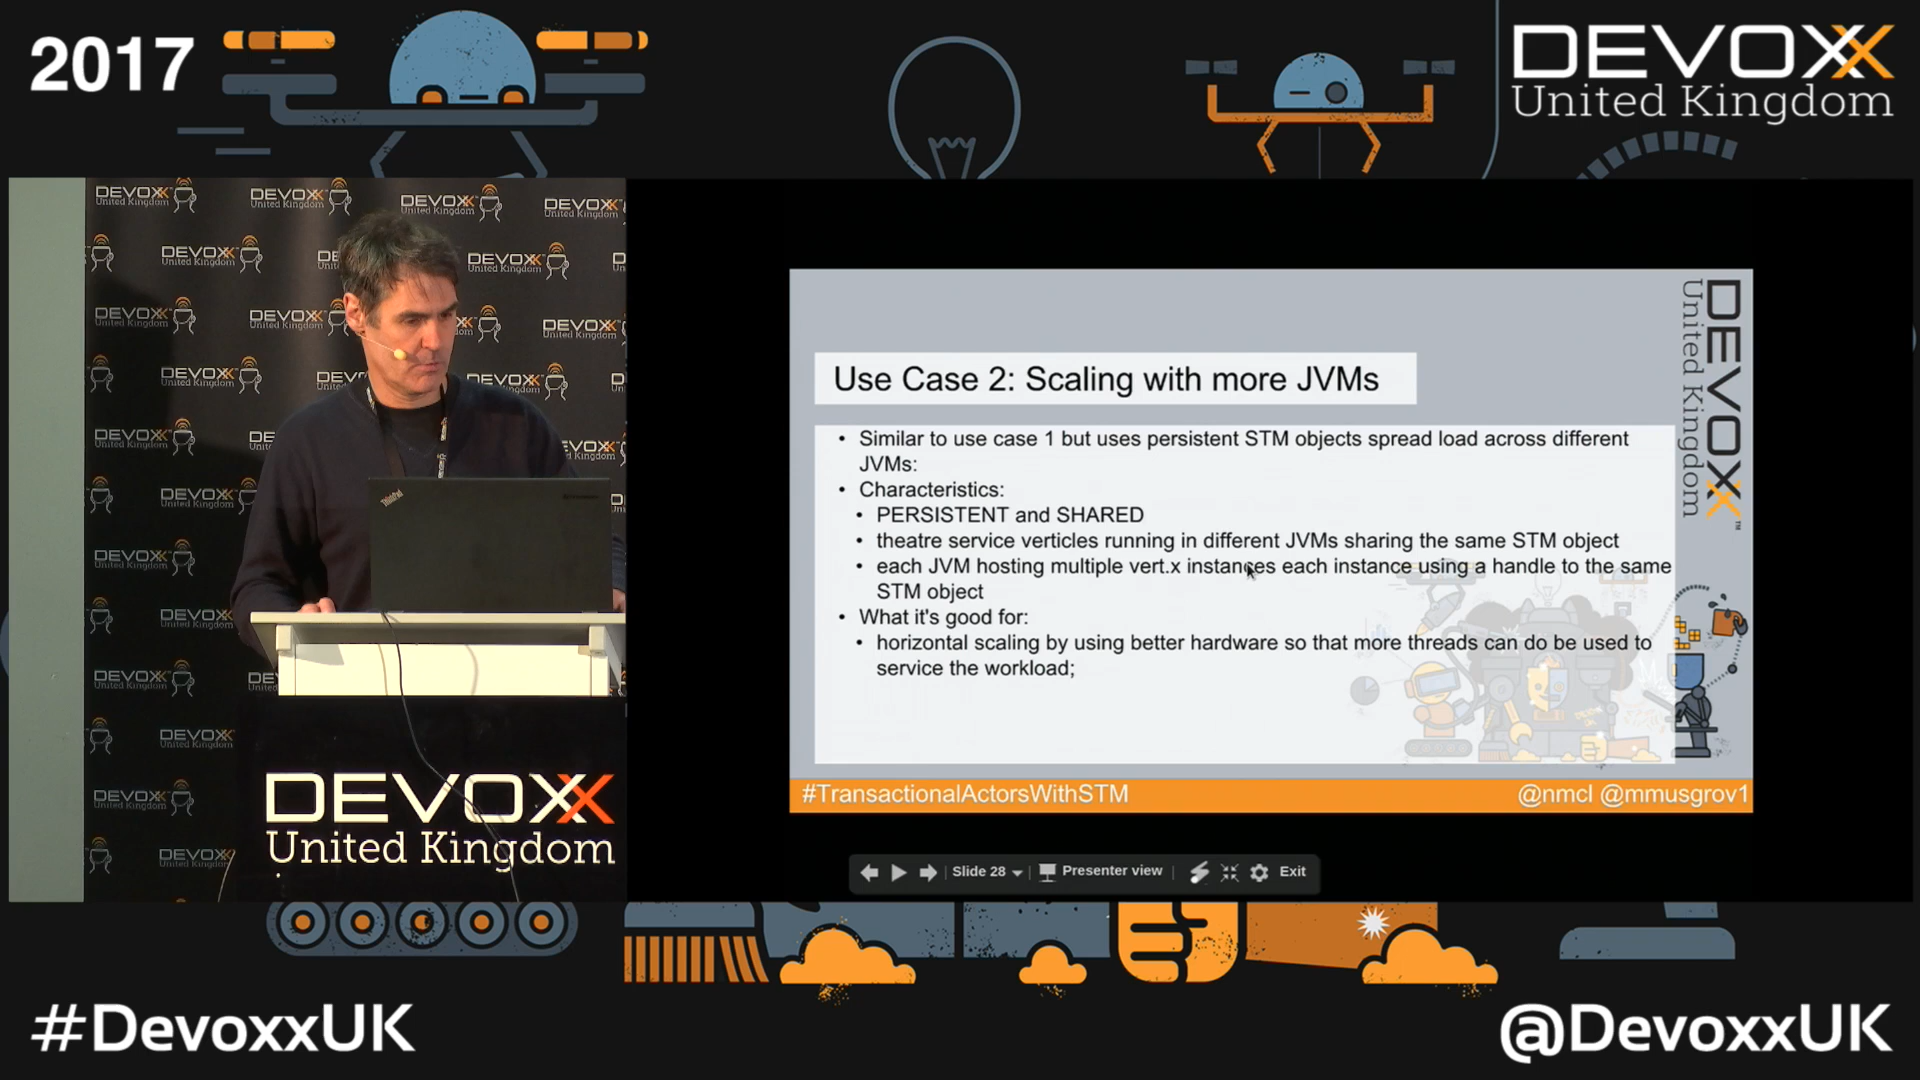 2017
DEVOXX
United Kingdom
DEVOXX
United Kingdom
Use Case 2: Scaling with more JVMs
• Similar to use case 1 but uses persistent STM objects spread load across different
JVMs:
• Characteristics:
• PERSISTENT and SHARED
• theatre service verticles running in different JVMs sharing the same STM object
• each JVM hosting multiple vert.x instances each instance using a handle to the same
STM object
• What it's good for:
• horizontal scaling by using better hardware so that more threads can do be used to
service the workload;
#TransactionalActorsWithSTM
@nmcl @mmusgrov1
ThinkPad
DEVOXX
United Kingdom
Slide 28
Presenter view
Exit
#DevoxxUK
@DevoxxUK